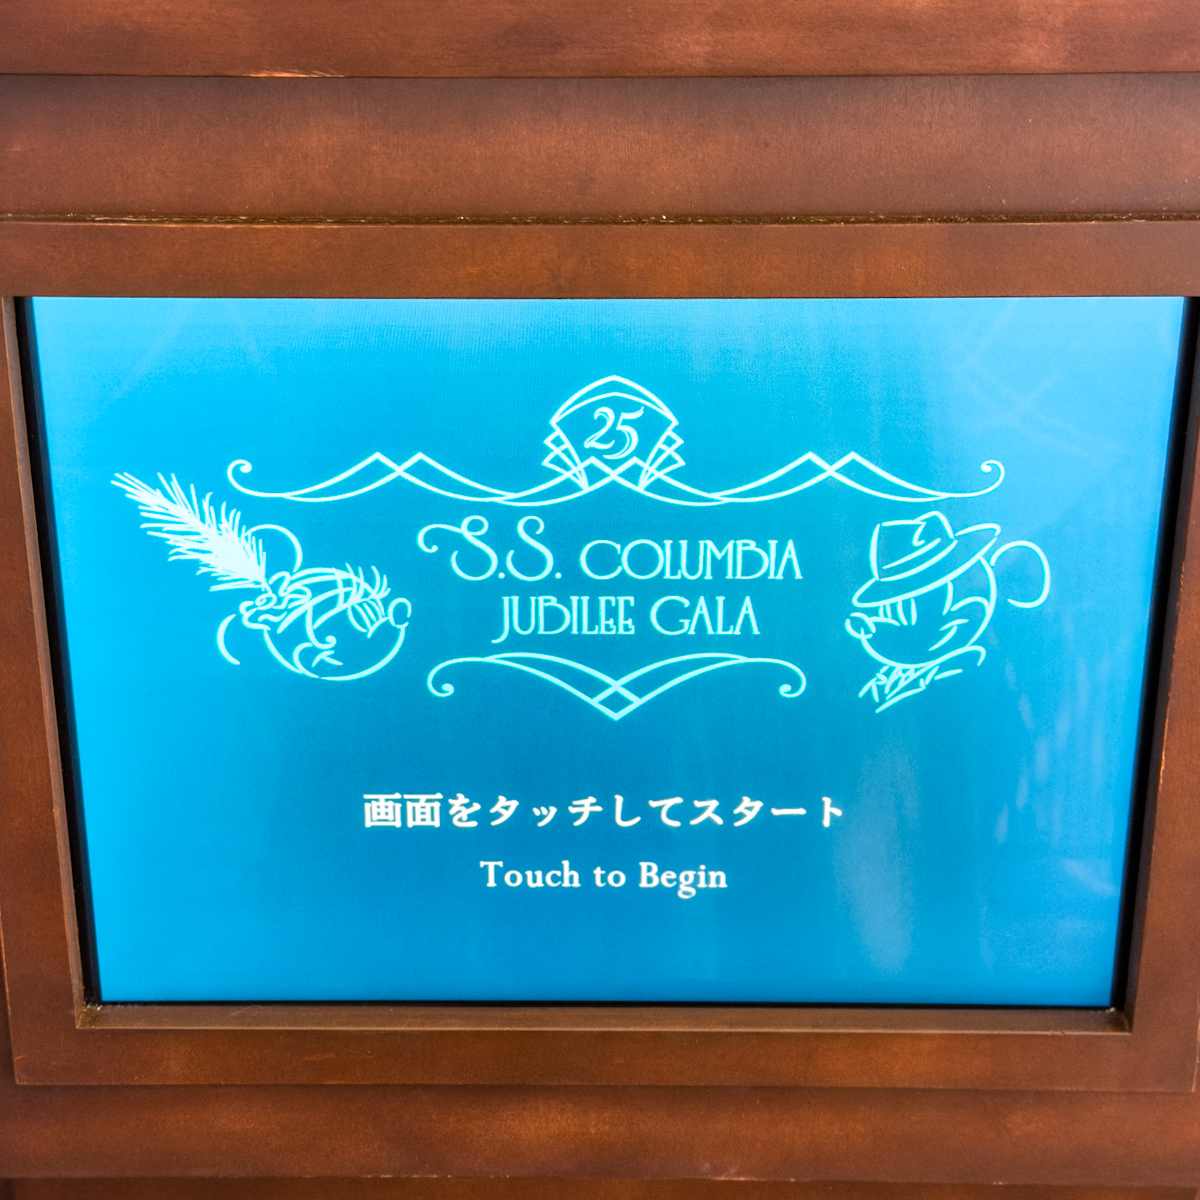 25
S.S. COLUMBIA
JUBILEE GALA
画面をタッチしてスタート
Touch to Begin